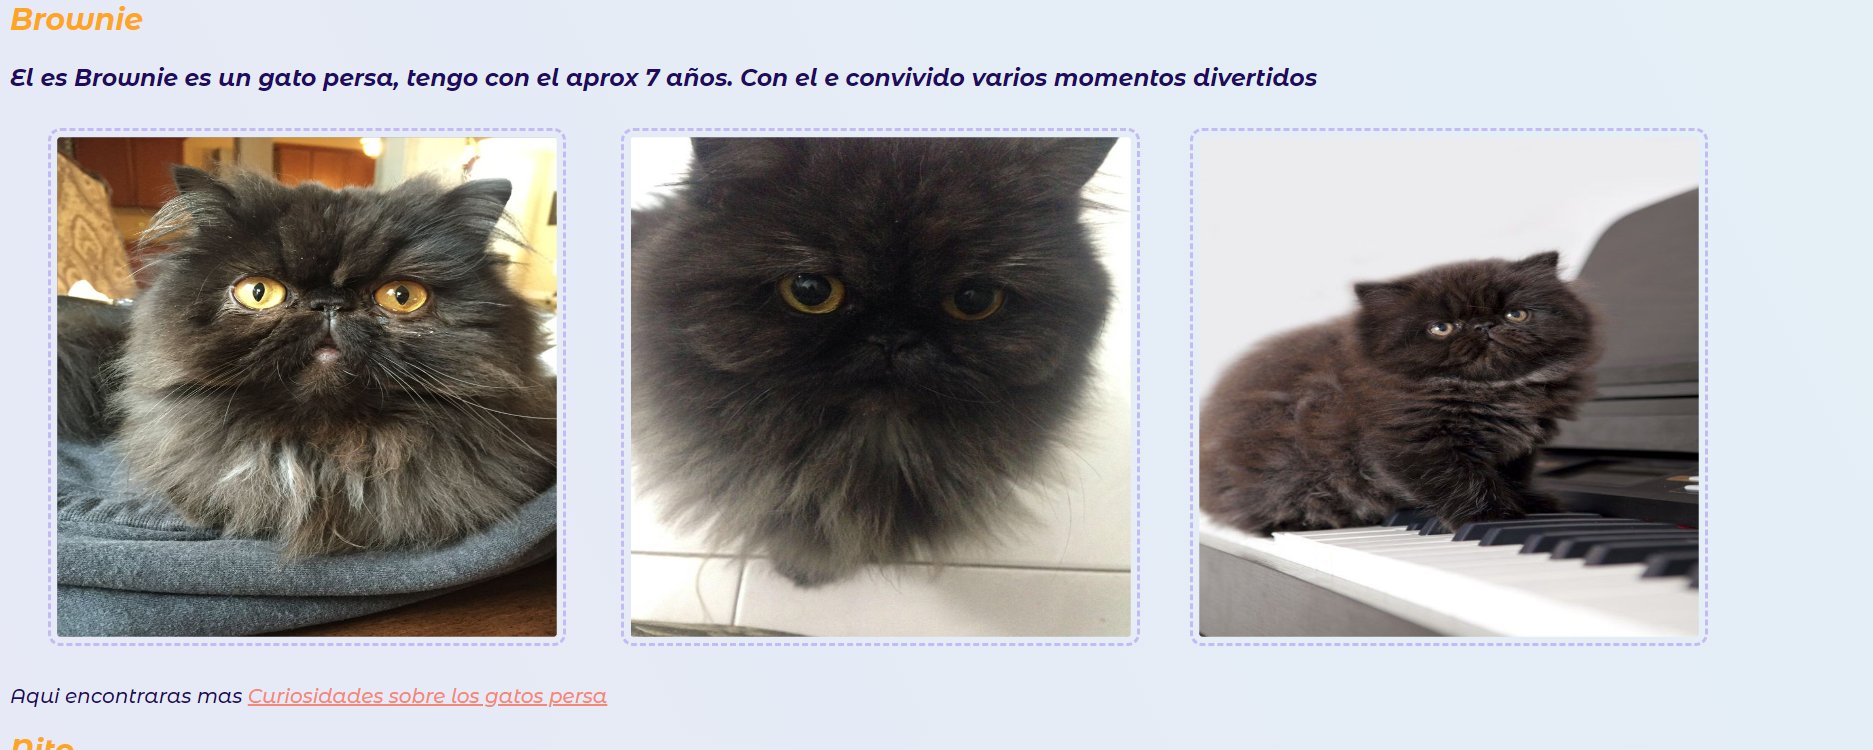 Brownie
El es Brownie es un gato persa, tengo con el aprox 7 años. Con el e convivido varios momentos divertidos
Aqui encontraras mas Curiosidades sobre los gatos persa